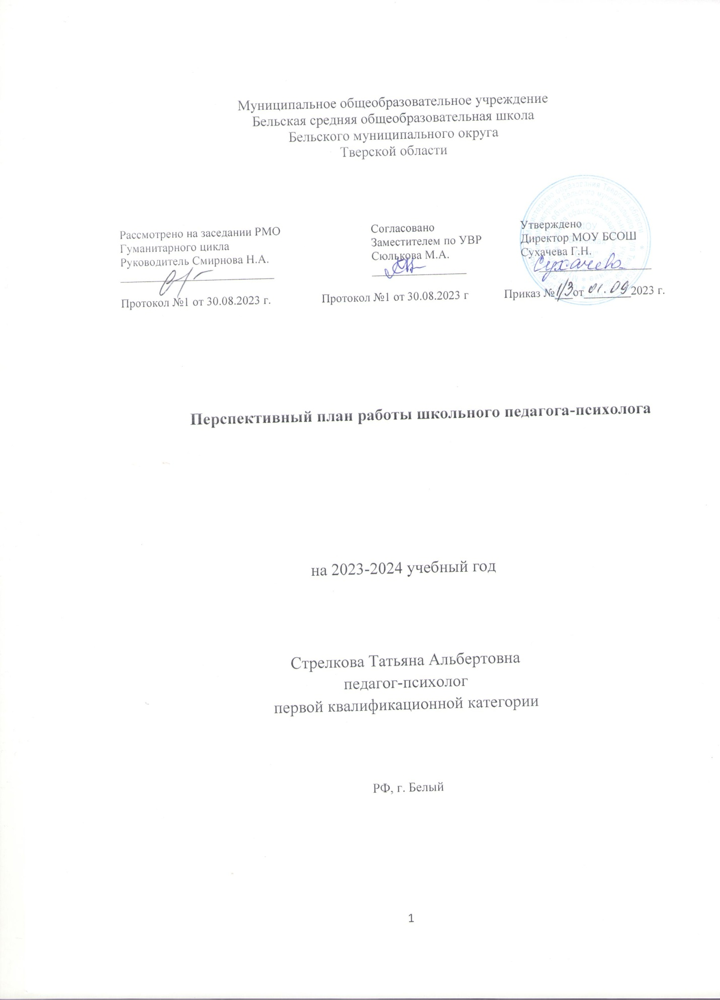 Муниципальное общеобразовательное учреждение
Бельская средняя общеобразовательная школа
Бельского муниципального округа
Тверской области
Рассмотрено на заседании РМО
Гуманитарного цикла
Руководитель Смирнова Н.А.
Протокол №1 от 30.08.2023 г.
Согласовано
Заместителем по УВР
Сюлькова М.А.
Протокол №1 от 30.08.2023 г
Утверждено
Директор МОУ БСОШ
Сухачева Г.Н.
Сухачева
Приказ №1/3от 01.09 2023 г.
Перспективный план работы школьного педагога-психолога
на 2023-2024 учебный год
Стрелкова Татьяна Альбертовна
педагог-психолог
первой квалификационной категории
РФ, г. Белый
1